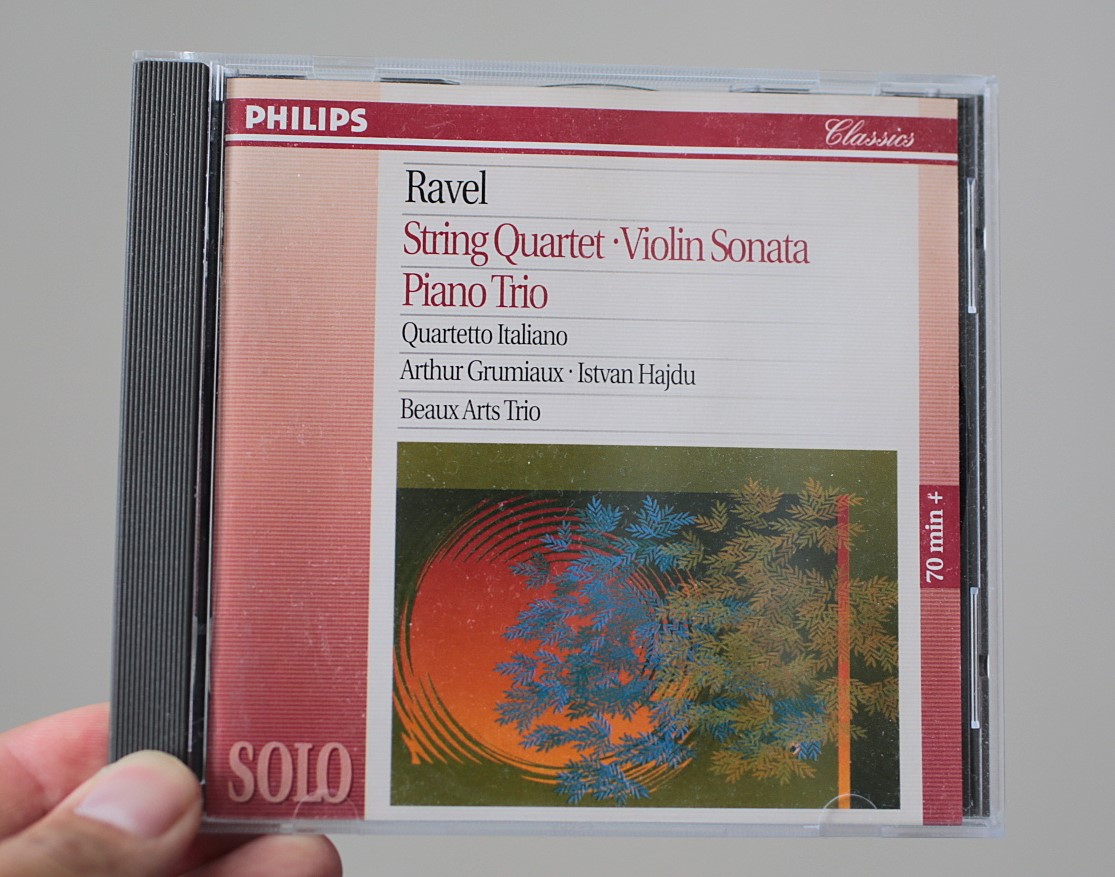 PHILIPS
Classics
Ravel
String Quartet · Violin Sonata
Piano Trio
Quartetto Italiano
Arthur Grumiaux · Istvan Hajdu
Beaux Arts Trio
70 min +
SOLO